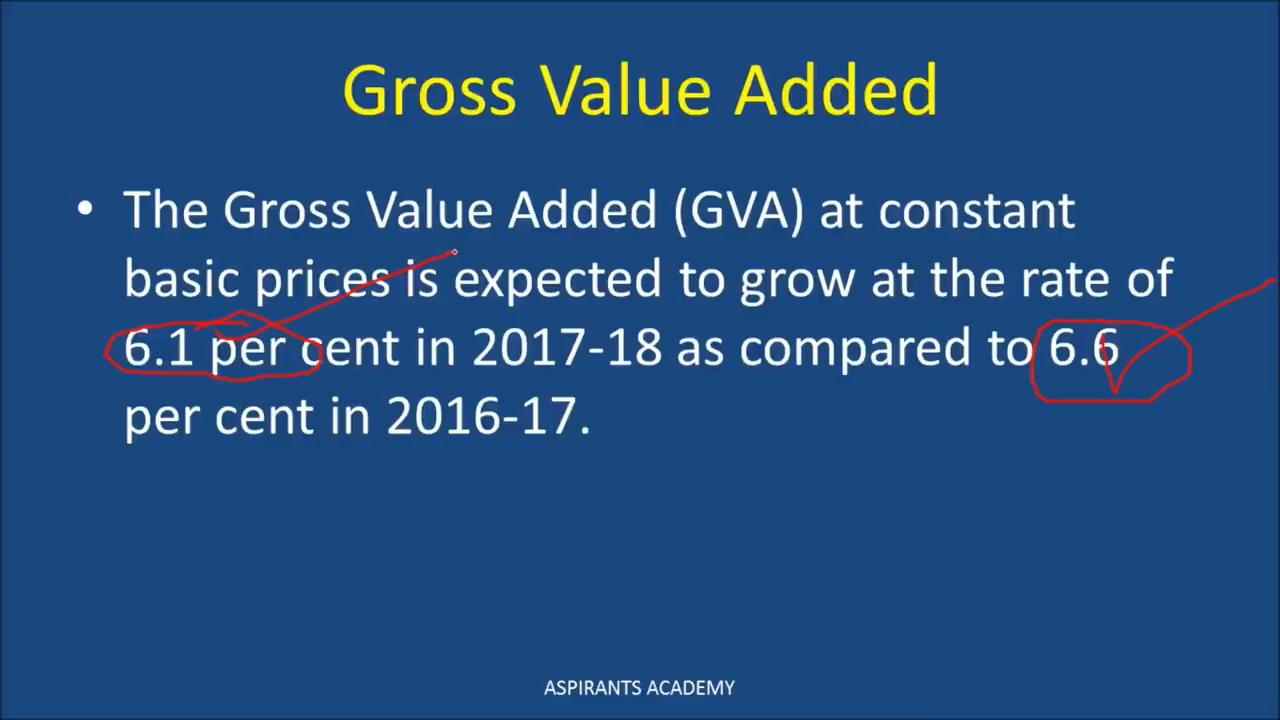 Gross Value Added
• The Gross Value Added (GVA) at constant
basic prices is expected to grow at the rate of
6.1 per cent in 2017-18 as compared to 6.6
per cent in 2016-17.
ASPIRANTS ACADEMY